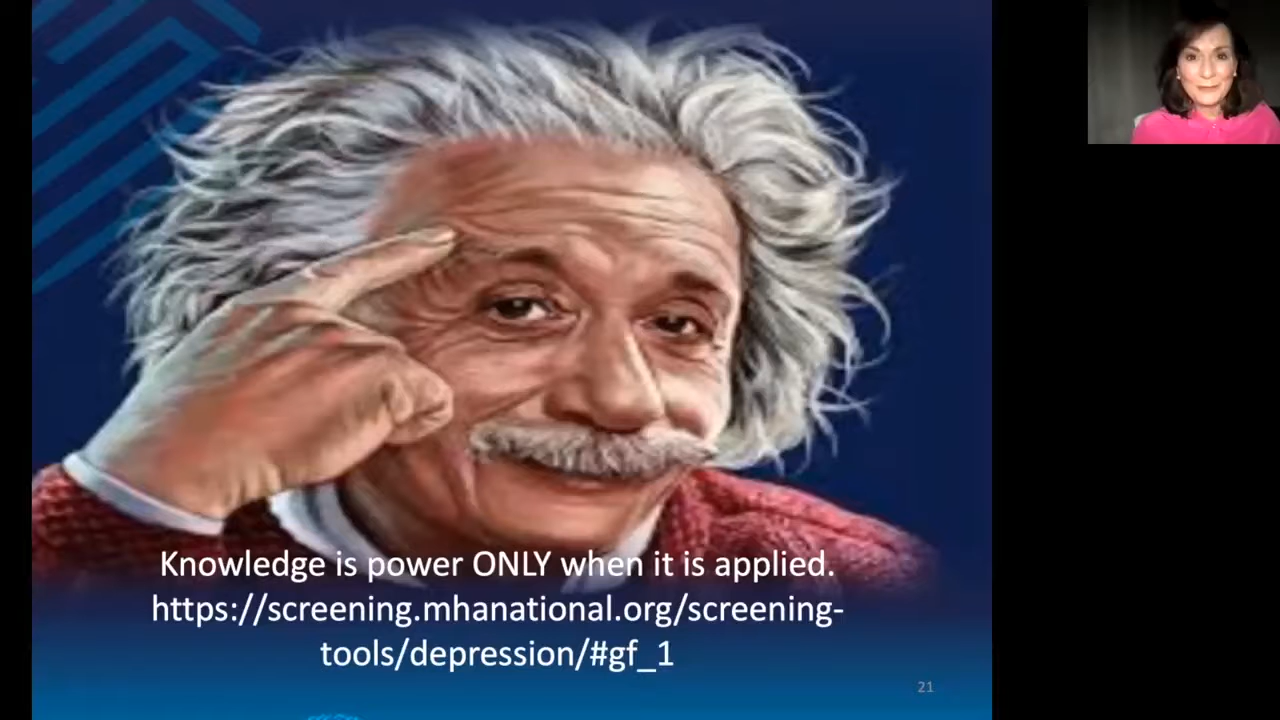 Knowledge is power ONLY when it is applied.
https://screening.mhanational.org/screening-
tools/depression/#gf_1
21